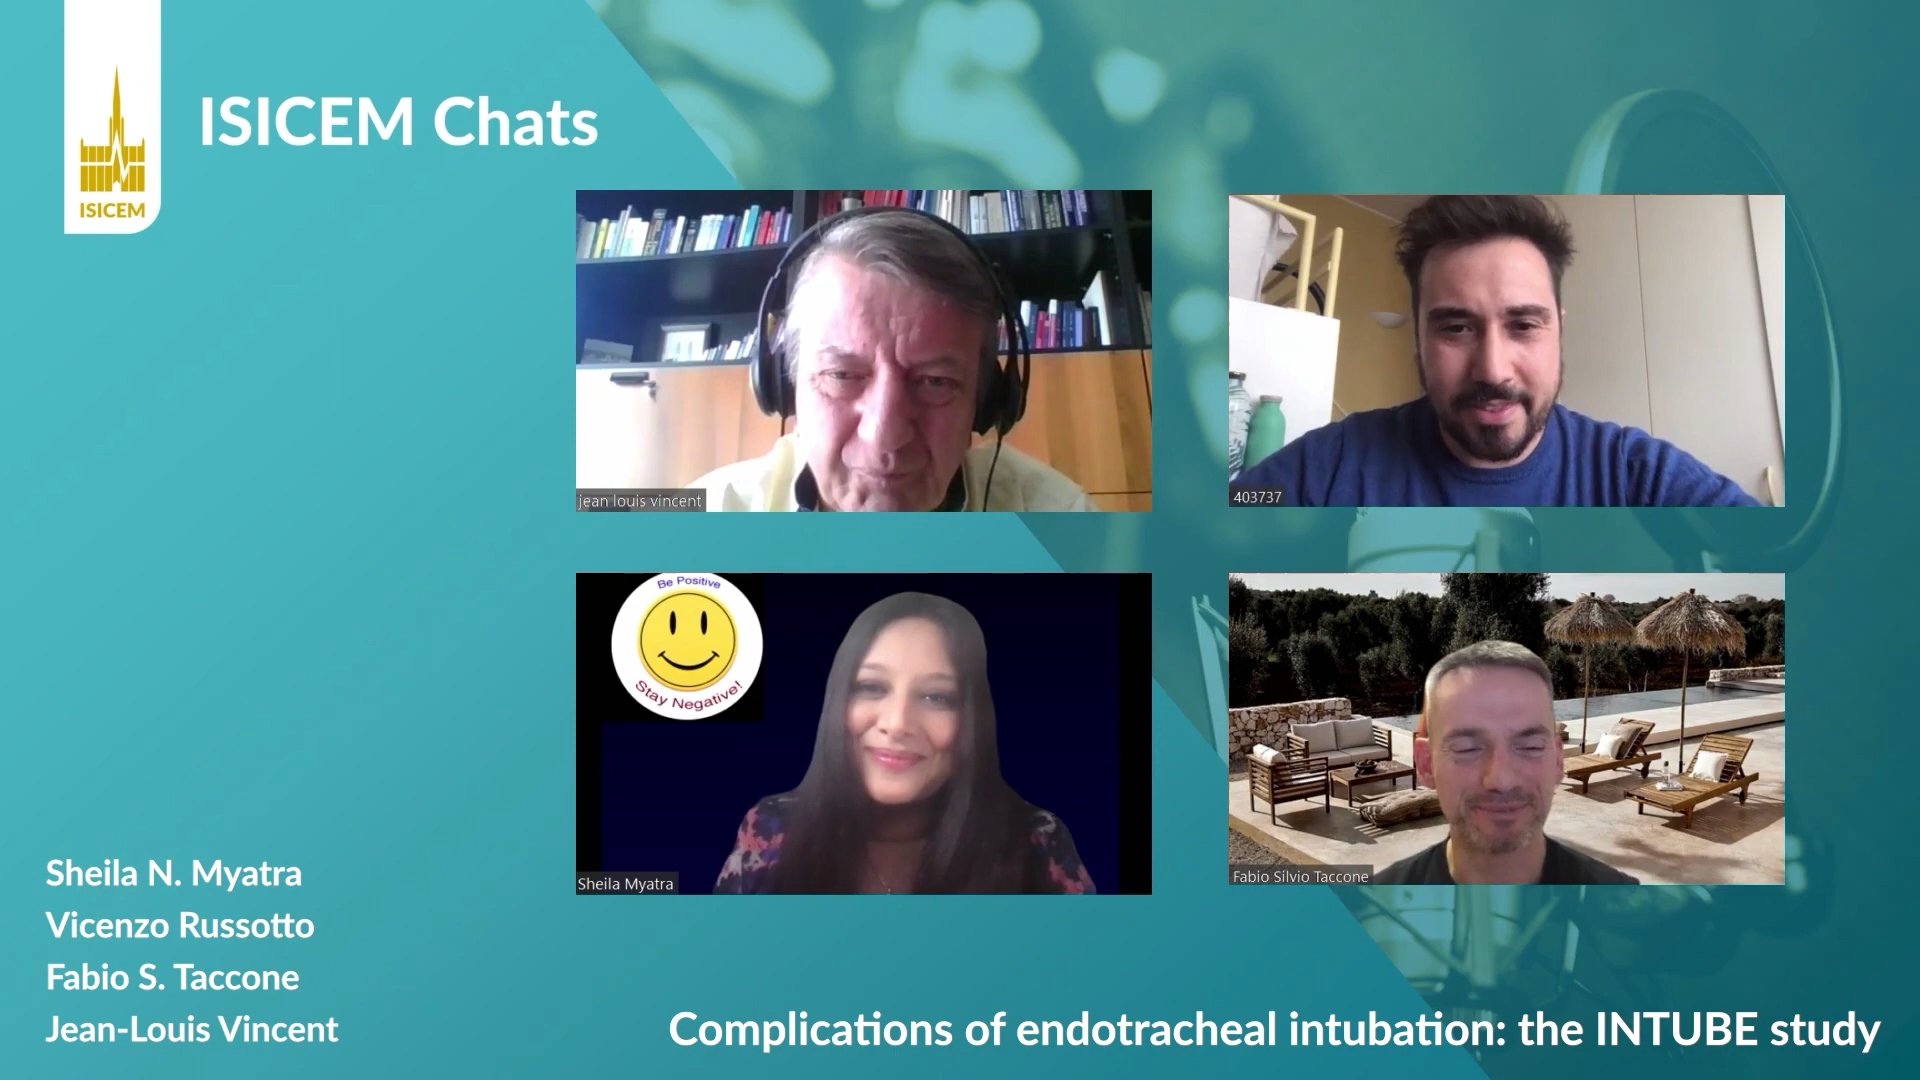 ISICEM
ISICEM Chats
jean louis vincent
403737
Be Positive
Stay Negative!
Sheila Myatra
Fabio Silvio Taccone
Sheila N. Myatra
Vicenzo Russotto
Fabio S. Taccone
Jean-Louis Vincent
Complications of endotracheal intubation: the INTUBE study